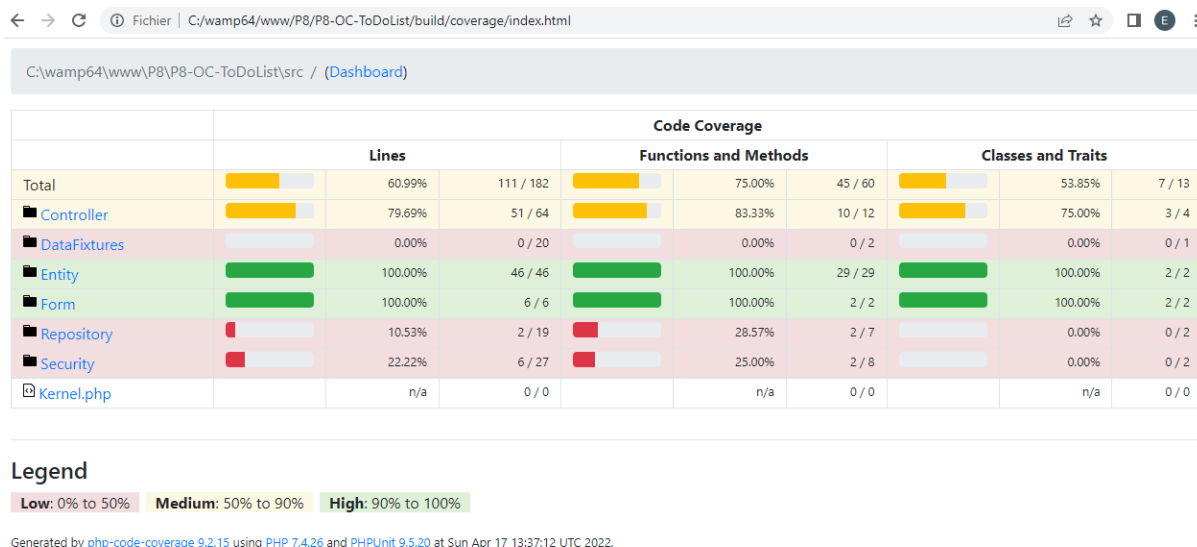 Fichier | C:/wamp64/www/P8/P8-OC-ToDoList/build/coverage/index.html E
C:\wamp64\www\P8\P8-OC-ToDoList\src / (Dashboard)
Code Coverage
Lines Functions and Methods Classes and Traits
Total 60.99% 111 / 182 75.00% 45 / 60 53.85% 7 / 13
Controller 79.69% 51 / 64 83.33% 10 / 12 75.00% 3 / 4
DataFixtures 0.00% 0 / 20 0.00% 0 / 2 0.00% 0 / 1
Entity 100.00% 46 / 46 100.00% 29 / 29 100.00% 2 / 2
Form 100.00% 6 / 6 100.00% 2 / 2 100.00% 2 / 2
Repository 10.53% 2 / 19 28.57% 2 / 7 0.00% 0 / 2
Security 22.22% 6 / 27 25.00% 2 / 8 0.00% 0 / 2
Kernel.php n/a 0 / 0 n/a 0 / 0 n/a 0 / 0
Legend
Low: 0% to 50% Medium: 50% to 90% High: 90% to 100%
Generated by php-code-coverage 9.2.15 using PHP 7.4.26 and PHPUnit 9.5.20 at Sun Apr 17 13:37:12 UTC 2022.